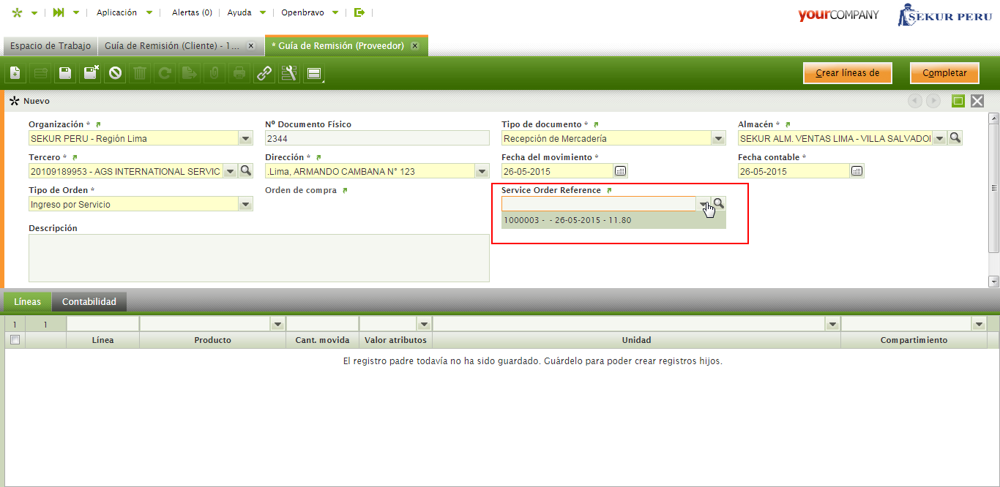 Aplicación Alertas (0) Ayuda Openbravo yourCOMPANY SEKUR PERU
Espacio de Trabajo Guía de Remisión (Cliente) - 1... x * Guía de Remisión (Proveedor) x
Crear líneas de Completar
Nuevo
Organización * Nº Documento Físico Tipo de documento * Almacén *
SEKUR PERU - Región Lima 2344 Recepción de Mercadería SEKUR ALM. VENTAS LIMA - VILLA SALVADOI
Tercero * Dirección * Fecha del movimiento * Fecha contable *
20109189953 - AGS INTERNATIONAL SERVIC .Lima, ARMANDO CAMBANA N° 123 26-05-2015 26-05-2015
Tipo de Orden * Orden de compra Service Order Reference
Ingreso por Servicio
1000003 - - 26-05-2015 - 11.80
Descripción
Líneas Contabilidad
1 1
Línea Producto Cant. movida Valor atributos Unidad Compartimiento
El registro padre todavía no ha sido guardado. Guárdelo para poder crear registros hijos.